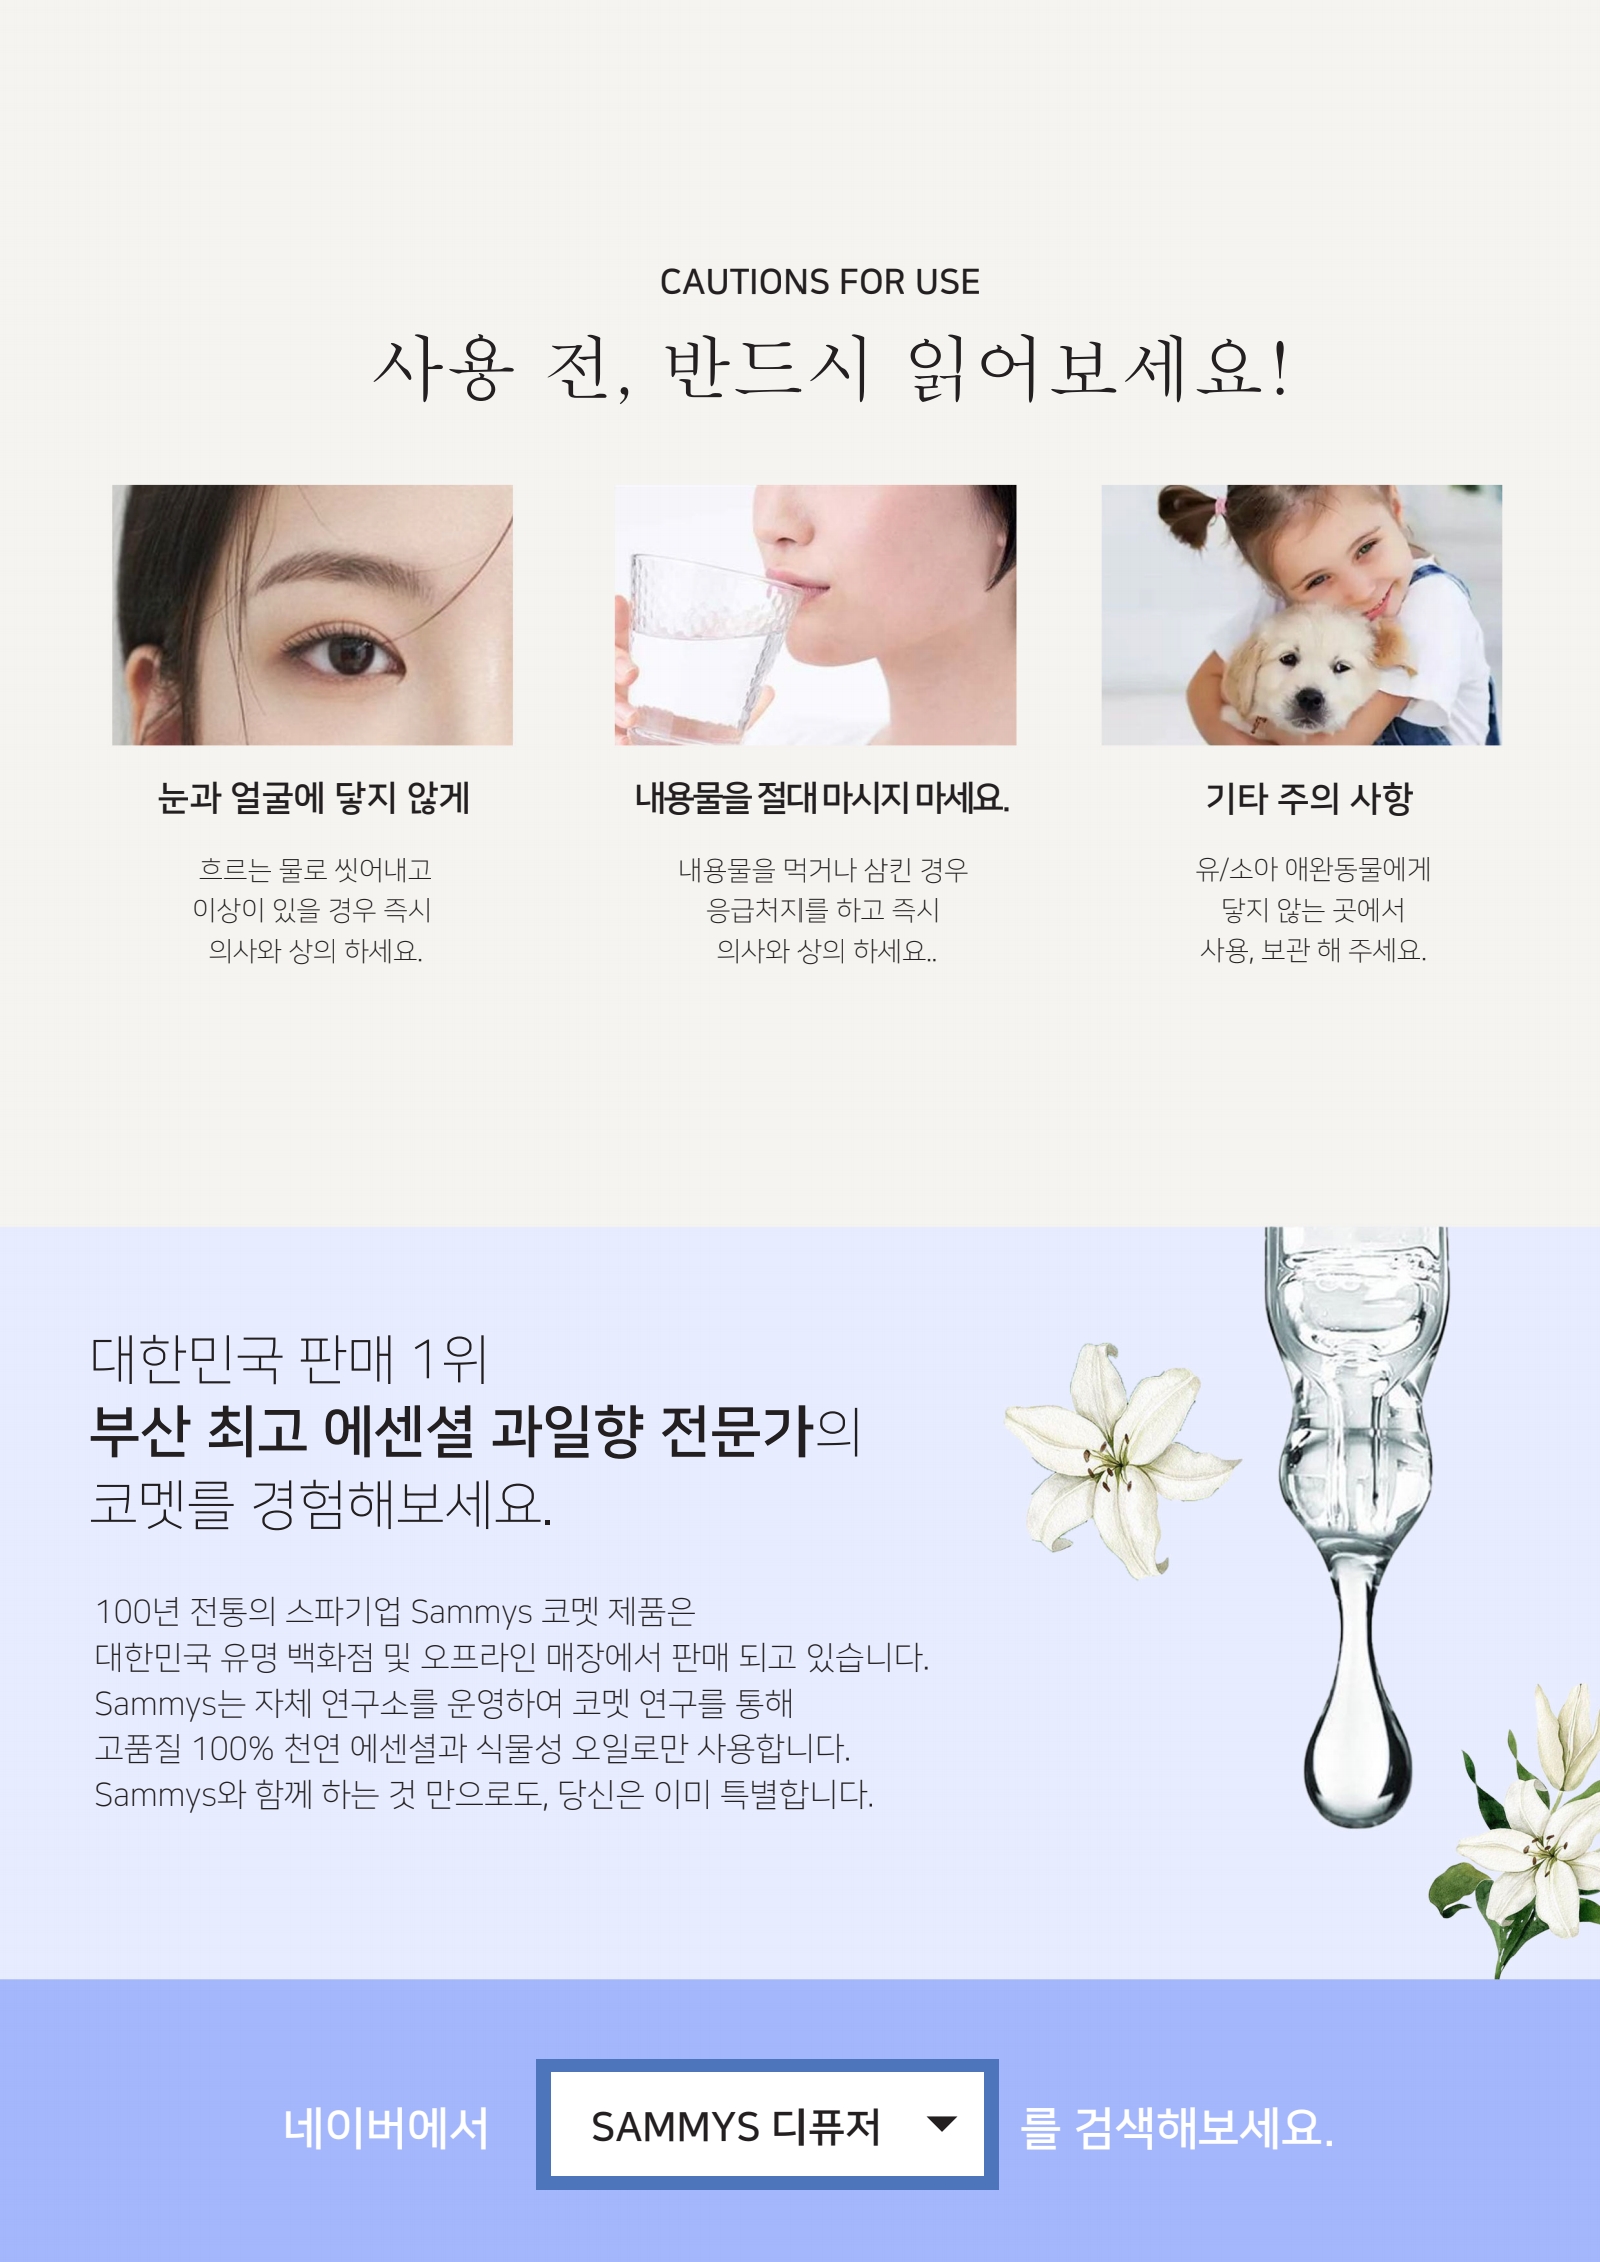 CAUTIONS FOR USE
사용 전, 반드시 읽어보세요!
눈과 얼굴에 닿지 않게
흐르는 물로 씻어내고
이상이 있을 경우 즉시
의사와 상의 하세요.
내용물을 절대 마시지 마세요.
내용물을 먹거나 삼킨 경우
응급처지를 하고 즉시
의사와 상의 하세요..
기타 주의 사항
유/소아 애완동물에게
닿지 않는 곳에서
사용, 보관 해 주세요.
대한민국 판매 1위
부산 최고 에센셜 과일향 전문가의
코멧를 경험해보세요.
100년 전통의 스파기업 Sammys 코멧 제품은
대한민국 유명 백화점 및 오프라인 매장에서 판매 되고 있습니다.
Sammys는 자체 연구소를 운영하여 코멧 연구를 통해
고품질 100% 천연 에센셜과 식물성 오일로만 사용합니다.
Sammys와 함께 하는 것 만으로도, 당신은 이미 특별합니다.
네이버에서 SAMMYS 디퓨저 를 검색해보세요.